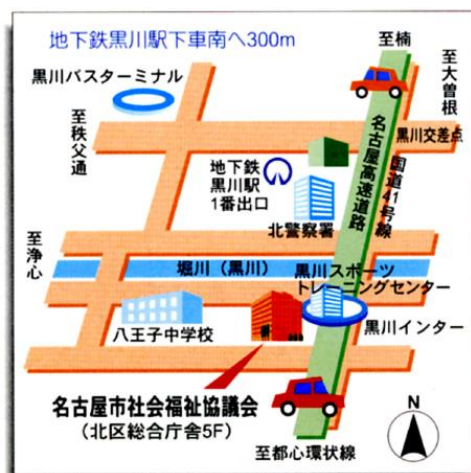 地下鉄黒川駅下車南へ300m
至楠
至大曽根
黒川バスターミナル
至秩父通
黒川交差点
名古屋高速道路
国道41号線
地下鉄
黒川駅
1番出口
北警察署
至浄心
堀川（黒川）
黒川スポーツ
トレーニングセンター
八王子中学校
黒川インター
名古屋市社会福祉協議会
（北区総合庁舎5F）
N
至都心環状線